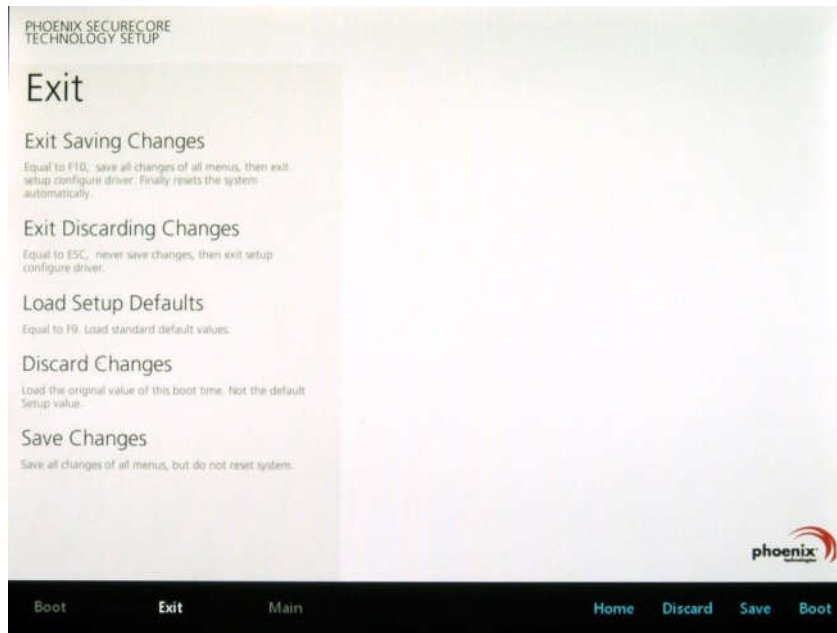 PHOENIX SECURECORE
TECHNOLOGY SETUP
Exit
Exit Saving Changes
Equal to F10, save all changes of all menus, then exit
setup configure driver. Finally resets the system
automatically.
Exit Discarding Changes
Equal to ESC, never save changes, then exit setup
configure driver.
Load Setup Defaults
Equal to F9. Load standard default values.
Discard Changes
Load the original value of this boot time. Not the default
Setup value.
Save Changes
Save all changes of all menus, but do not reset system.
phoenix
technologies
Boot Exit Main Home Discard Save Boot